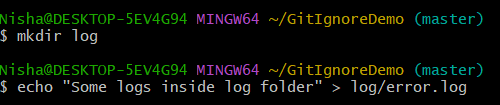 Nisha@DESKTOP-5EV4G94 MINGW64 ~/GitIgnoreDemo (master)
$ mkdir log
Nisha@DESKTOP-5EV4G94 MINGW64 ~/GitIgnoreDemo (master)
$ echo "Some logs inside log folder" > log/error.log